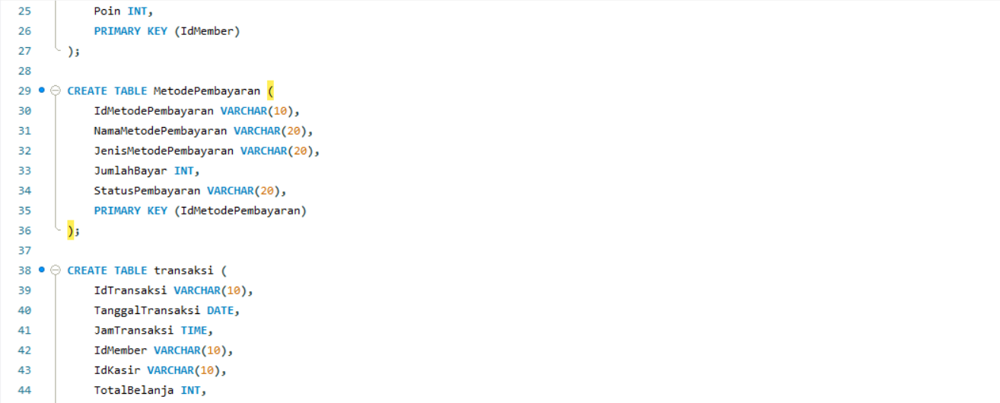 25 Poin INT,
26 PRIMARY KEY (IdMember)
27 );
28
29 CREATE TABLE MetodePembayaran (
30 IdMetodePembayaran VARCHAR(10),
31 NamaMetodePembayaran VARCHAR(20),
32 JenisMetodePembayaran VARCHAR(20),
33 JumlahBayar INT,
34 StatusPembayaran VARCHAR(20),
35 PRIMARY KEY (IdMetodePembayaran)
36 );
37
38 CREATE TABLE transaksi (
39 IdTransaksi VARCHAR(10),
40 TanggalTransaksi DATE,
41 JamTransaksi TIME,
42 IdMember VARCHAR(10),
43 IdKasir VARCHAR(10),
44 TotalBelanja INT,